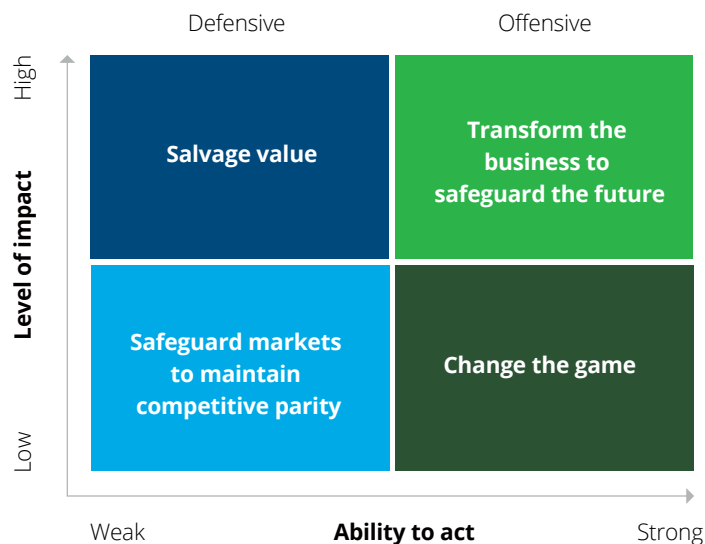 Defensive
Offensive
High
Level of impact
Low
Salvage value
Transform the
business to
safeguard the future
Safeguard markets
to maintain
competitive parity
Change the game
Weak
Ability to act
Strong